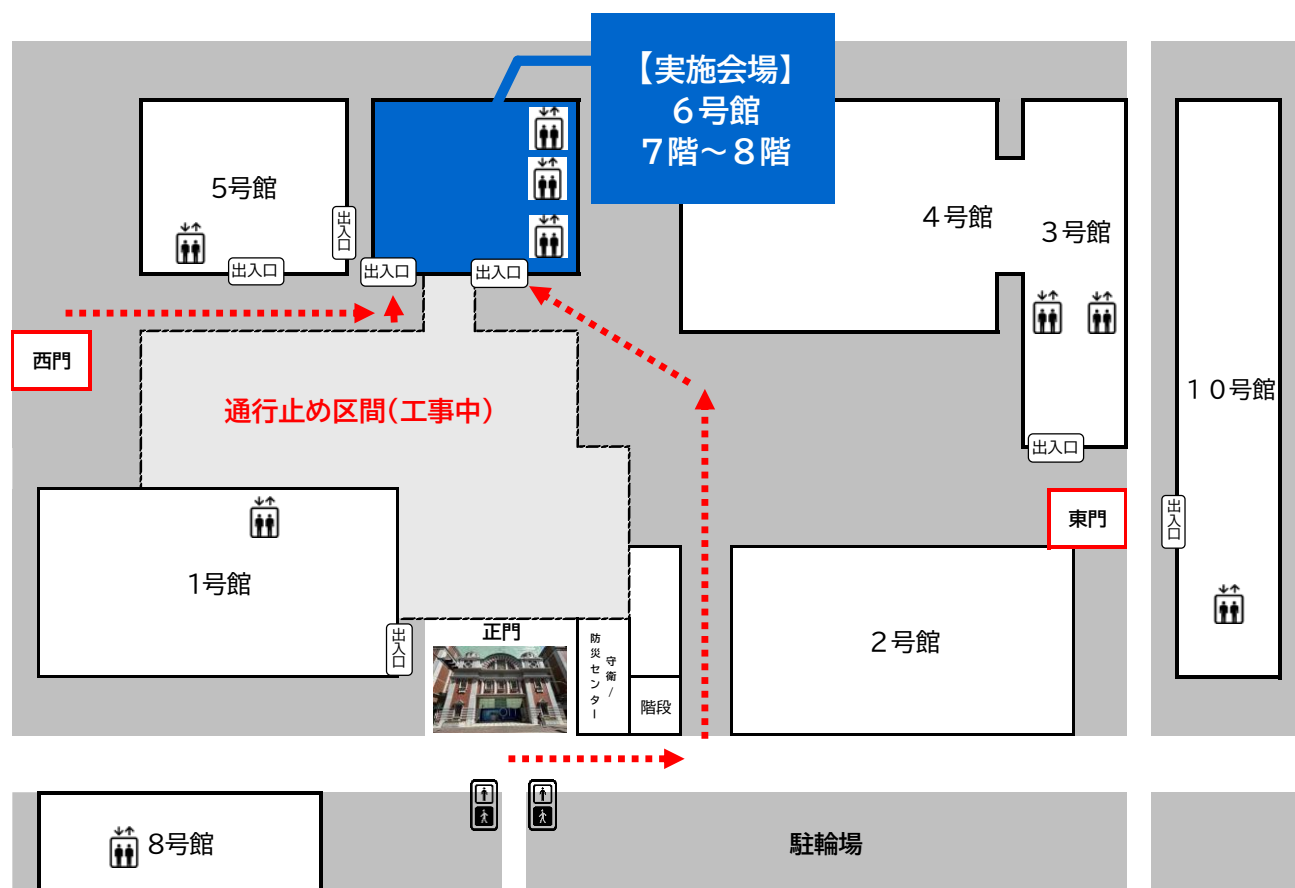 【実施会場】
６号館
７階～８階
5号館
出入口
出入口
出入口
出入口
４号館
３号館
出入口
西門
通行止め区間(工事中)
１０号館
出入口
東門
1号館
出入口
正門
守衛/
防災センター
階段
２号館
8号館
駐輪場